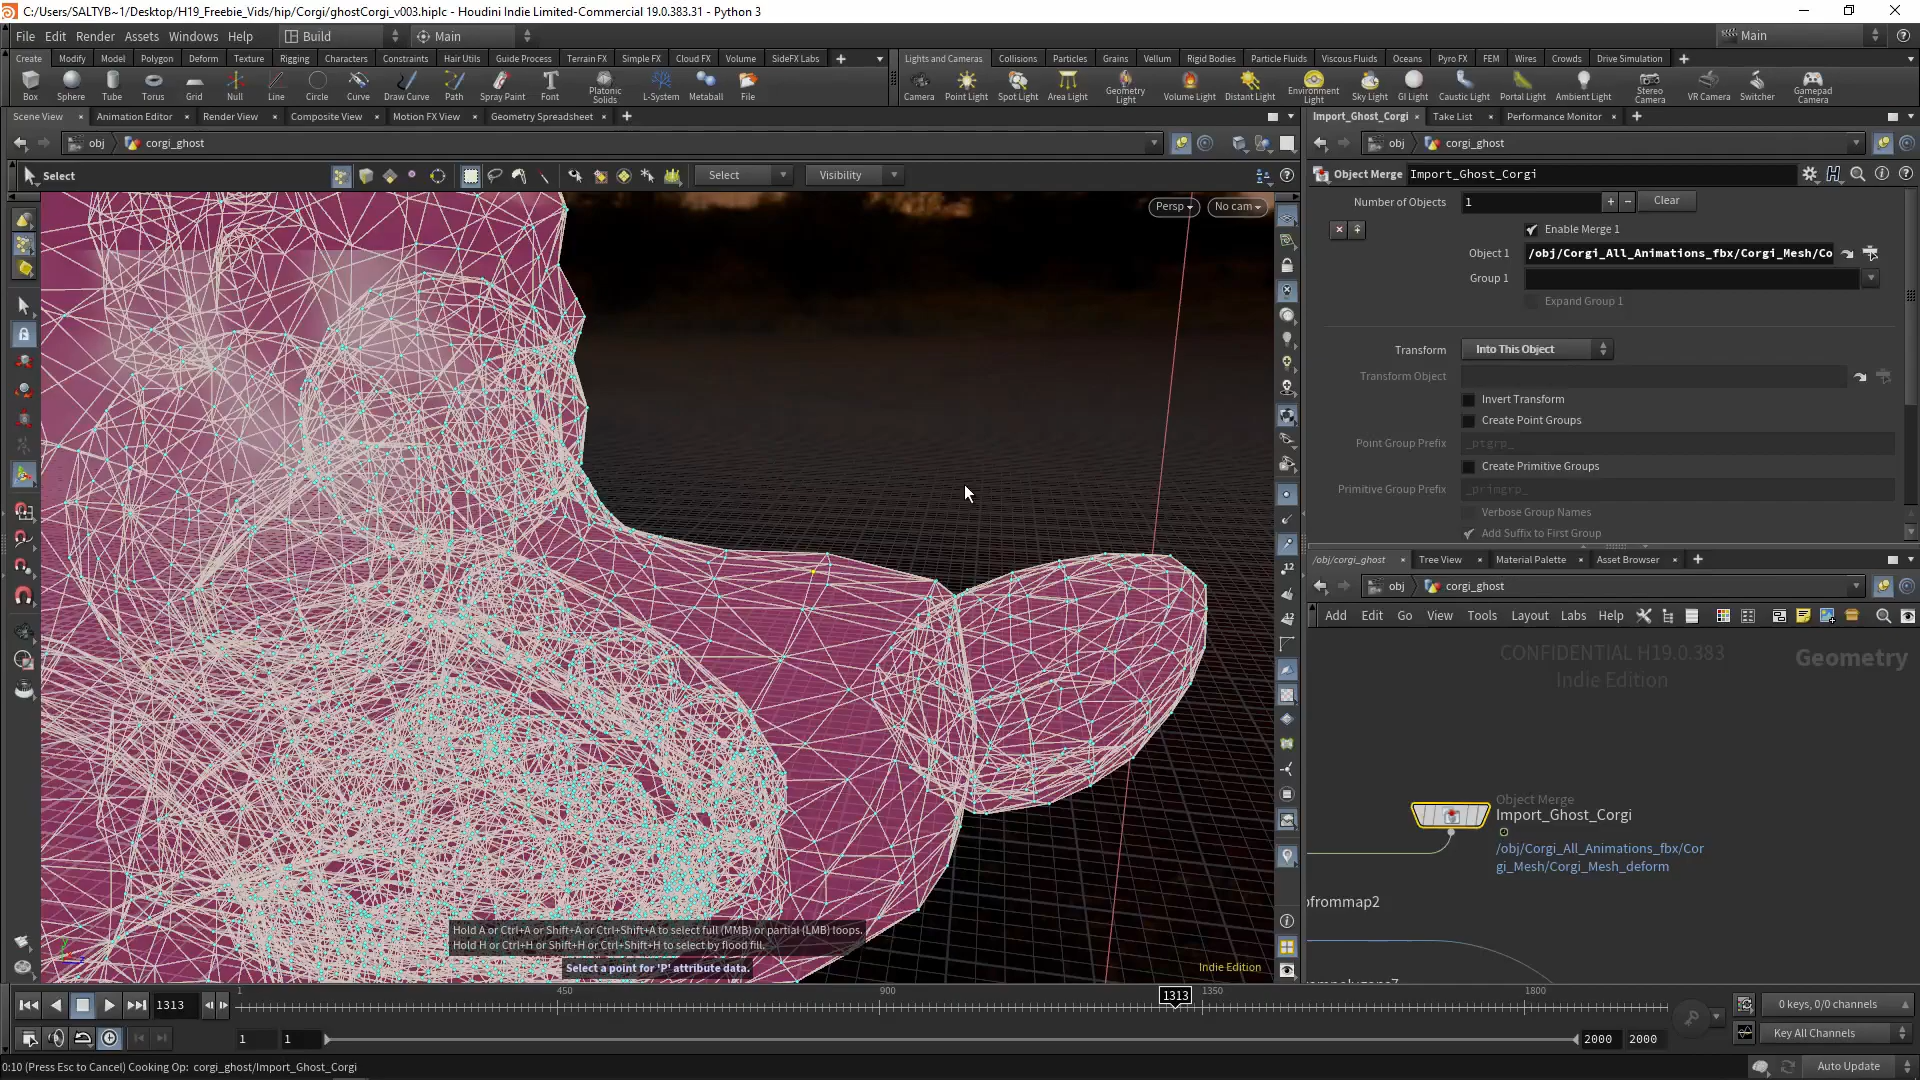 C:/Users/SALTYB~1/Desktop/H19_Freebie_Vids/hip/Corgi/ghostCorgi_v003.hiplc - Houdini Indie Limited-Commercial 19.0.383.31 - Python 3
File Edit Render Assets Windows Help Build Main Main
Create Modify Model Polygon Deform Texture Rigging Characters Constraints Hair Utils Guide Process Terrain FX Simple FX Cloud FX Volume SideFX Labs
Lights and Cameras Collisions Particles Grains Vellum Rigid Bodies Particle Fluids Viscous Fluids Oceans Pyro FX FEM Wires Crowds Drive Simulation
Box Sphere Tube Torus Grid Null Line Circle Curve Draw Curve Path Spray Paint Font Platonic Solids L-System Metaball File
Camera Point Light Spot Light Area Light Geometry Light Volume Light Distant Light Environment Light Sky Light GI Light Caustic Light Portal Light Ambient Light Stereo Camera VR Camera Switcher Gamepad Camera
Scene View Animation Editor Render View Composite View Motion FX View Geometry Spreadsheet
Import_Ghost_Corgi Take List Performance Monitor
obj corgi_ghost
obj corgi_ghost
Select Select Visibility
Object Merge Import_Ghost_Corgi
Persp No cam
Number of Objects 1 Clear
Enable Merge 1
Object 1 /obj/Corgi_All_Animations_fbx/Corgi_Mesh/Co
Group 1
Expand Group 1
Transform Into This Object
Transform Object
Invert Transform
Create Point Groups
Point Group Prefix _ptgrp_
Create Primitive Groups
Primitive Group Prefix _primgrp_
Verbose Group Names
Add Suffix to First Group
/obj/corgi_ghost Tree View Material Palette Asset Browser
obj corgi_ghost
Add Edit Go View Tools Layout Labs Help
CONFIDENTIAL H19.0.383
Indie Edition
Geometry
Object Merge
Import_Ghost_Corgi
/obj/Corgi_All_Animations_fbx/Cor
gi_Mesh/Corgi_Mesh_deform
ofrommap2
Hold A or Ctrl+A or Shift+A or Ctrl+Shift+A to select full (MMB) or partial (LMB) loops.
Hold H or Ctrl+H or Shift+H or Ctrl+Shift+H to select by flood fill.
Select a point for 'P' attribute data.
Indie Edition
1313 1 450 900 1313 1350 1800
0 keys, 0/0 channels
1 1 2000 2000
Key All Channels
0:10 (Press Esc to Cancel) Cooking Op: corgi_ghost/Import_Ghost_Corgi
Auto Update